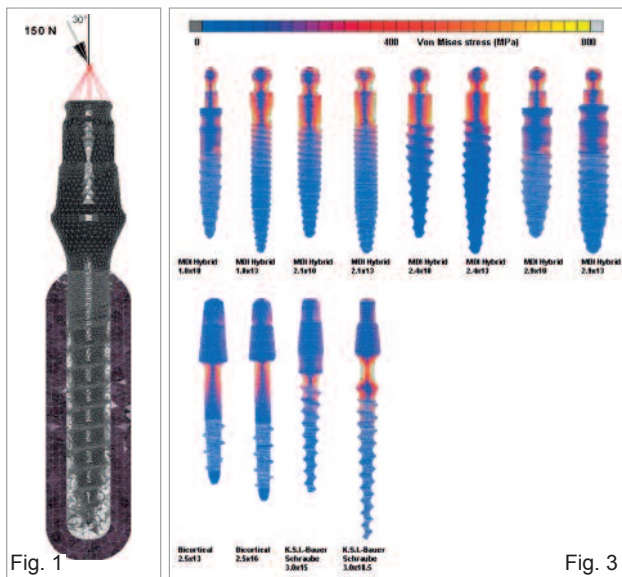 150 N
30°
Fig. 1
0 400 Von Mises stress (MPa) 800
MDI Hybrid MDI Hybrid MDI Hybrid MDI Hybrid MDI Hybrid MDI Hybrid MDI Hybrid MDI Hybrid
1.8x10 1.8x13 2.1x10 2.1x13 2.4x10 2.4x13 2.9x10 2.9x13
Bicortical Bicortical K.S.I.-Bauer K.S.I.-Bauer
2.5x13 2.5x16 Schraube Schraube
3.0x15 3.0x18.5
Fig. 3